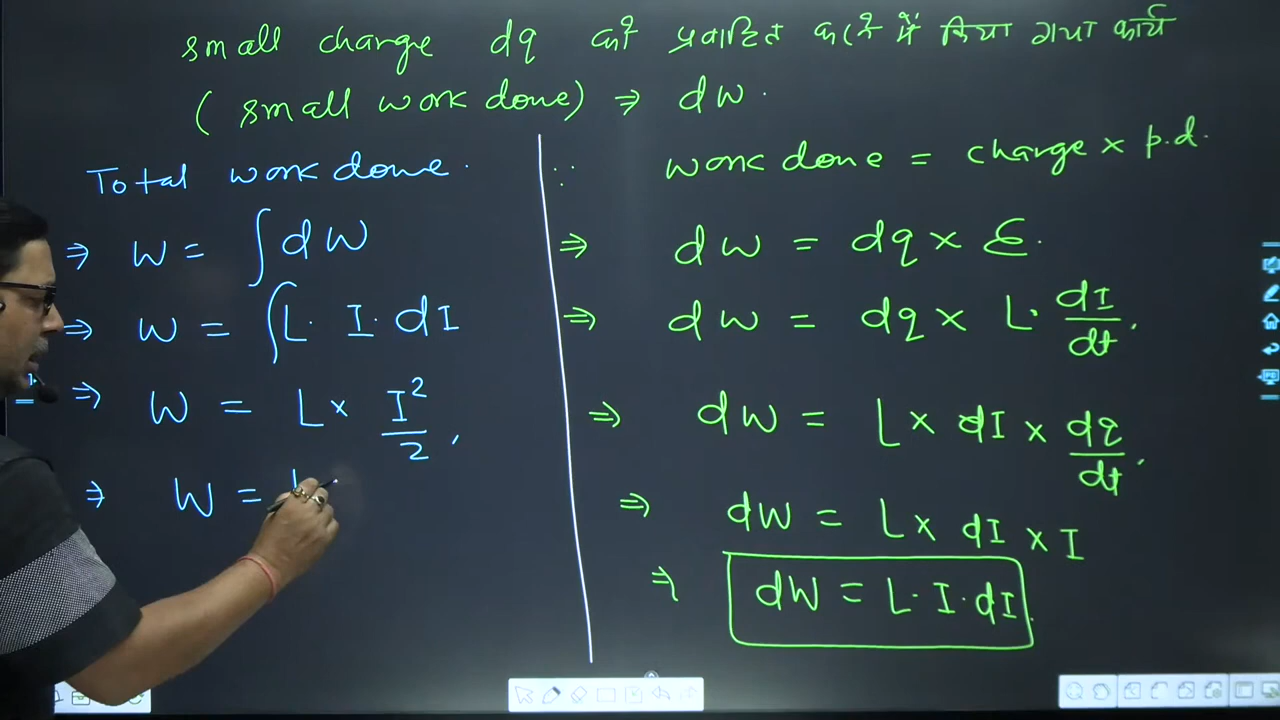 small charge dq को प्रवाहित करने में किया गया कार्य
( small work done) ⇒ dw.
Total work done.
⇒ W = ∫dW
⇒ W = ∫L. I. dI
⇒ W = L × I²/2,
⇒ W =
∵ work done = charge × p.d.
⇒ dw = dq × ℰ.
⇒ dw = dq × L. dI/dt,
⇒ dW = L × dI × dq/dt,
⇒ dW = L × dI × I
⇒ dW = L. I. dI.